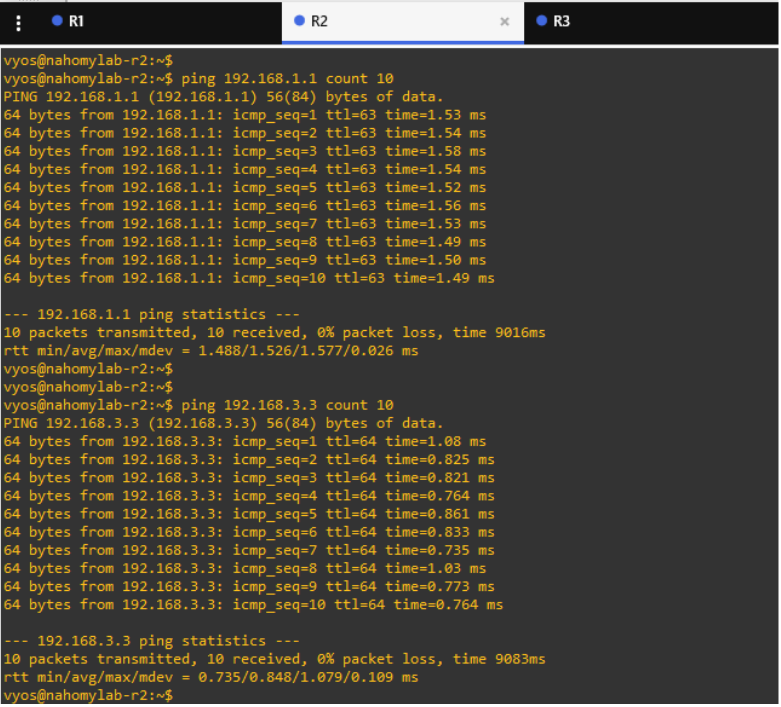 R1
R2
×
R3
vyos@nahomylab-r2:~$
vyos@nahomylab-r2:~$ ping 192.168.1.1 count 10
PING 192.168.1.1 (192.168.1.1) 56(84) bytes of data.
64 bytes from 192.168.1.1: icmp_seq=1 ttl=63 time=1.53 ms
64 bytes from 192.168.1.1: icmp_seq=2 ttl=63 time=1.54 ms
64 bytes from 192.168.1.1: icmp_seq=3 ttl=63 time=1.58 ms
64 bytes from 192.168.1.1: icmp_seq=4 ttl=63 time=1.54 ms
64 bytes from 192.168.1.1: icmp_seq=5 ttl=63 time=1.52 ms
64 bytes from 192.168.1.1: icmp_seq=6 ttl=63 time=1.56 ms
64 bytes from 192.168.1.1: icmp_seq=7 ttl=63 time=1.53 ms
64 bytes from 192.168.1.1: icmp_seq=8 ttl=63 time=1.49 ms
64 bytes from 192.168.1.1: icmp_seq=9 ttl=63 time=1.50 ms
64 bytes from 192.168.1.1: icmp_seq=10 ttl=63 time=1.49 ms
--- 192.168.1.1 ping statistics ---
10 packets transmitted, 10 received, 0% packet loss, time 9016ms
rtt min/avg/max/mdev = 1.488/1.526/1.577/0.026 ms
vyos@nahomylab-r2:~$
vyos@nahomylab-r2:~$
vyos@nahomylab-r2:~$ ping 192.168.3.3 count 10
PING 192.168.3.3 (192.168.3.3) 56(84) bytes of data.
64 bytes from 192.168.3.3: icmp_seq=1 ttl=64 time=1.08 ms
64 bytes from 192.168.3.3: icmp_seq=2 ttl=64 time=0.825 ms
64 bytes from 192.168.3.3: icmp_seq=3 ttl=64 time=0.821 ms
64 bytes from 192.168.3.3: icmp_seq=4 ttl=64 time=0.764 ms
64 bytes from 192.168.3.3: icmp_seq=5 ttl=64 time=0.861 ms
64 bytes from 192.168.3.3: icmp_seq=6 ttl=64 time=0.833 ms
64 bytes from 192.168.3.3: icmp_seq=7 ttl=64 time=0.735 ms
64 bytes from 192.168.3.3: icmp_seq=8 ttl=64 time=1.03 ms
64 bytes from 192.168.3.3: icmp_seq=9 ttl=64 time=0.773 ms
64 bytes from 192.168.3.3: icmp_seq=10 ttl=64 time=0.764 ms
--- 192.168.3.3 ping statistics ---
10 packets transmitted, 10 received, 0% packet loss, time 9083ms
rtt min/avg/max/mdev = 0.735/0.848/1.079/0.109 ms
vyos@nahomylab-r2:~$